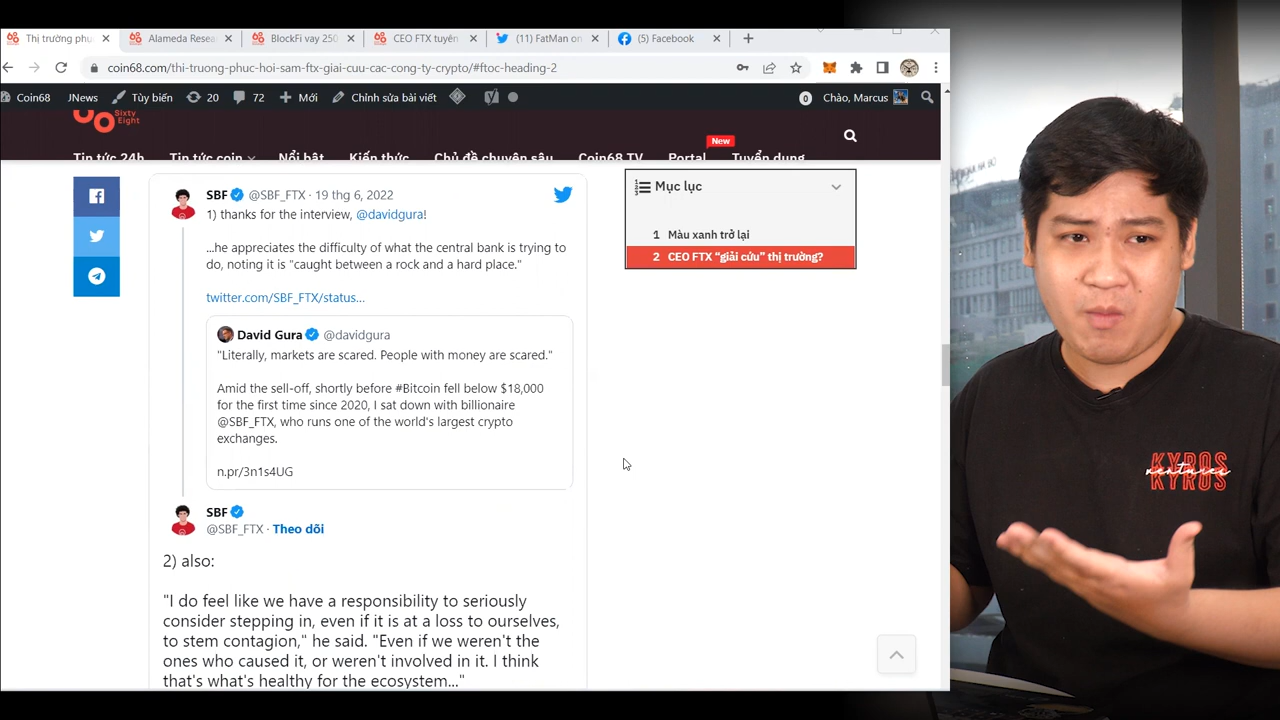 Thị trường phụ
Alameda Resea
BlockFi vay 250
CEO FTX tuyên
(11) FatMan on
(5) Facebook
coin68.com/thi-truong-phuc-hoi-sam-ftx-giai-cuu-cac-cong-ty-crypto/#ftoc-heading-2
Coin68
JNews
Tùy biến
20
72
Mới
Chỉnh sửa bài viết
0
Chào, Marcus
Sixty
Eight
New
Tin tức 24h
Tin tức coin
Nổi bật
Kiến thức
Chủ đề chuyên sâu
Coin68 TV
Portal
Tuyển dụng
SBF @SBF_FTX · 19 thg 6, 2022
1) thanks for the interview, @davidgura!
...he appreciates the difficulty of what the central bank is trying to
do, noting it is "caught between a rock and a hard place."
twitter.com/SBF_FTX/status...
David Gura @davidgura
"Literally, markets are scared. People with money are scared."
Amid the sell-off, shortly before #Bitcoin fell below $18,000
for the first time since 2020, I sat down with billionaire
@SBF_FTX, who runs one of the world's largest crypto
exchanges.
n.pr/3n1s4UG
SBF
@SBF_FTX · Theo dõi
2) also:
"I do feel like we have a responsibility to seriously
consider stepping in, even if it is at a loss to ourselves,
to stem contagion," he said. "Even if we weren't the
ones who caused it, or weren't involved in it. I think
that's what's healthy for the ecosystem..."
Mục lục
1 Màu xanh trở lại
2 CEO FTX "giải cứu" thị trường?
KYROS
ventures
KYROS